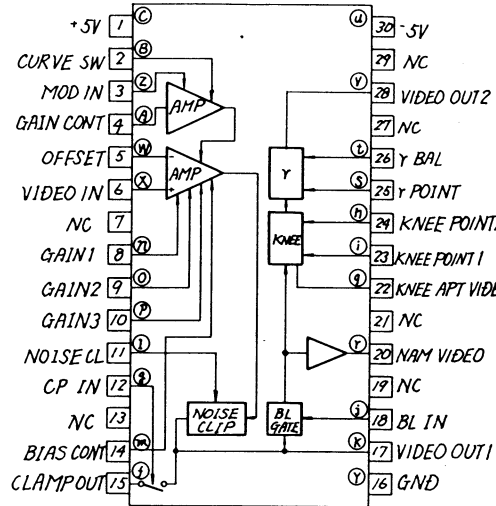 +5V 1 C
CURVE SW 2 B
MOD IN 3 Z
GAIN CONT 4 A
OFFSET 5 W
VIDEO IN 6 X
NC 7
GAIN1 8 n
GAIN2 9 O
GAIN3 10 P
NOISE CL 11 l
CP IN 12
NC 13
BIAS CONT 14 m
CLAMP OUT 15
AMP
- AMP
+
NOISE
CLIP
γ
KNEE
BL
GATE
u 30 -5V
29 NC
v 28 VIDEO OUT2
27 NC
t 26 γ BAL
s 25 γ POINT
h 24 KNEE POINT
i 23 KNEE POINT 1
q 22 KNEE APT VIDE
21 NC
r 20 NAM VIDEO
19 NC
j 18 BL IN
k 17 VIDEO OUT1
Y 16 GND